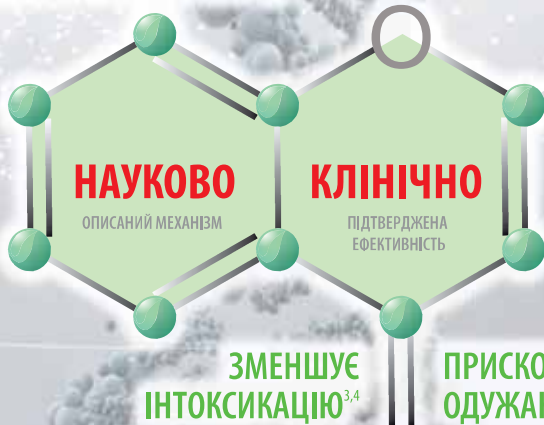 O
НАУКОВО
ОПИСАНИЙ МЕХАНІЗМ
КЛІНІЧНО
ПІДТВЕРДЖЕНА
ЕФЕКТИВНІСТЬ
ЗМЕНШУЄ
ІНТОКСИКАЦІЮ3,4